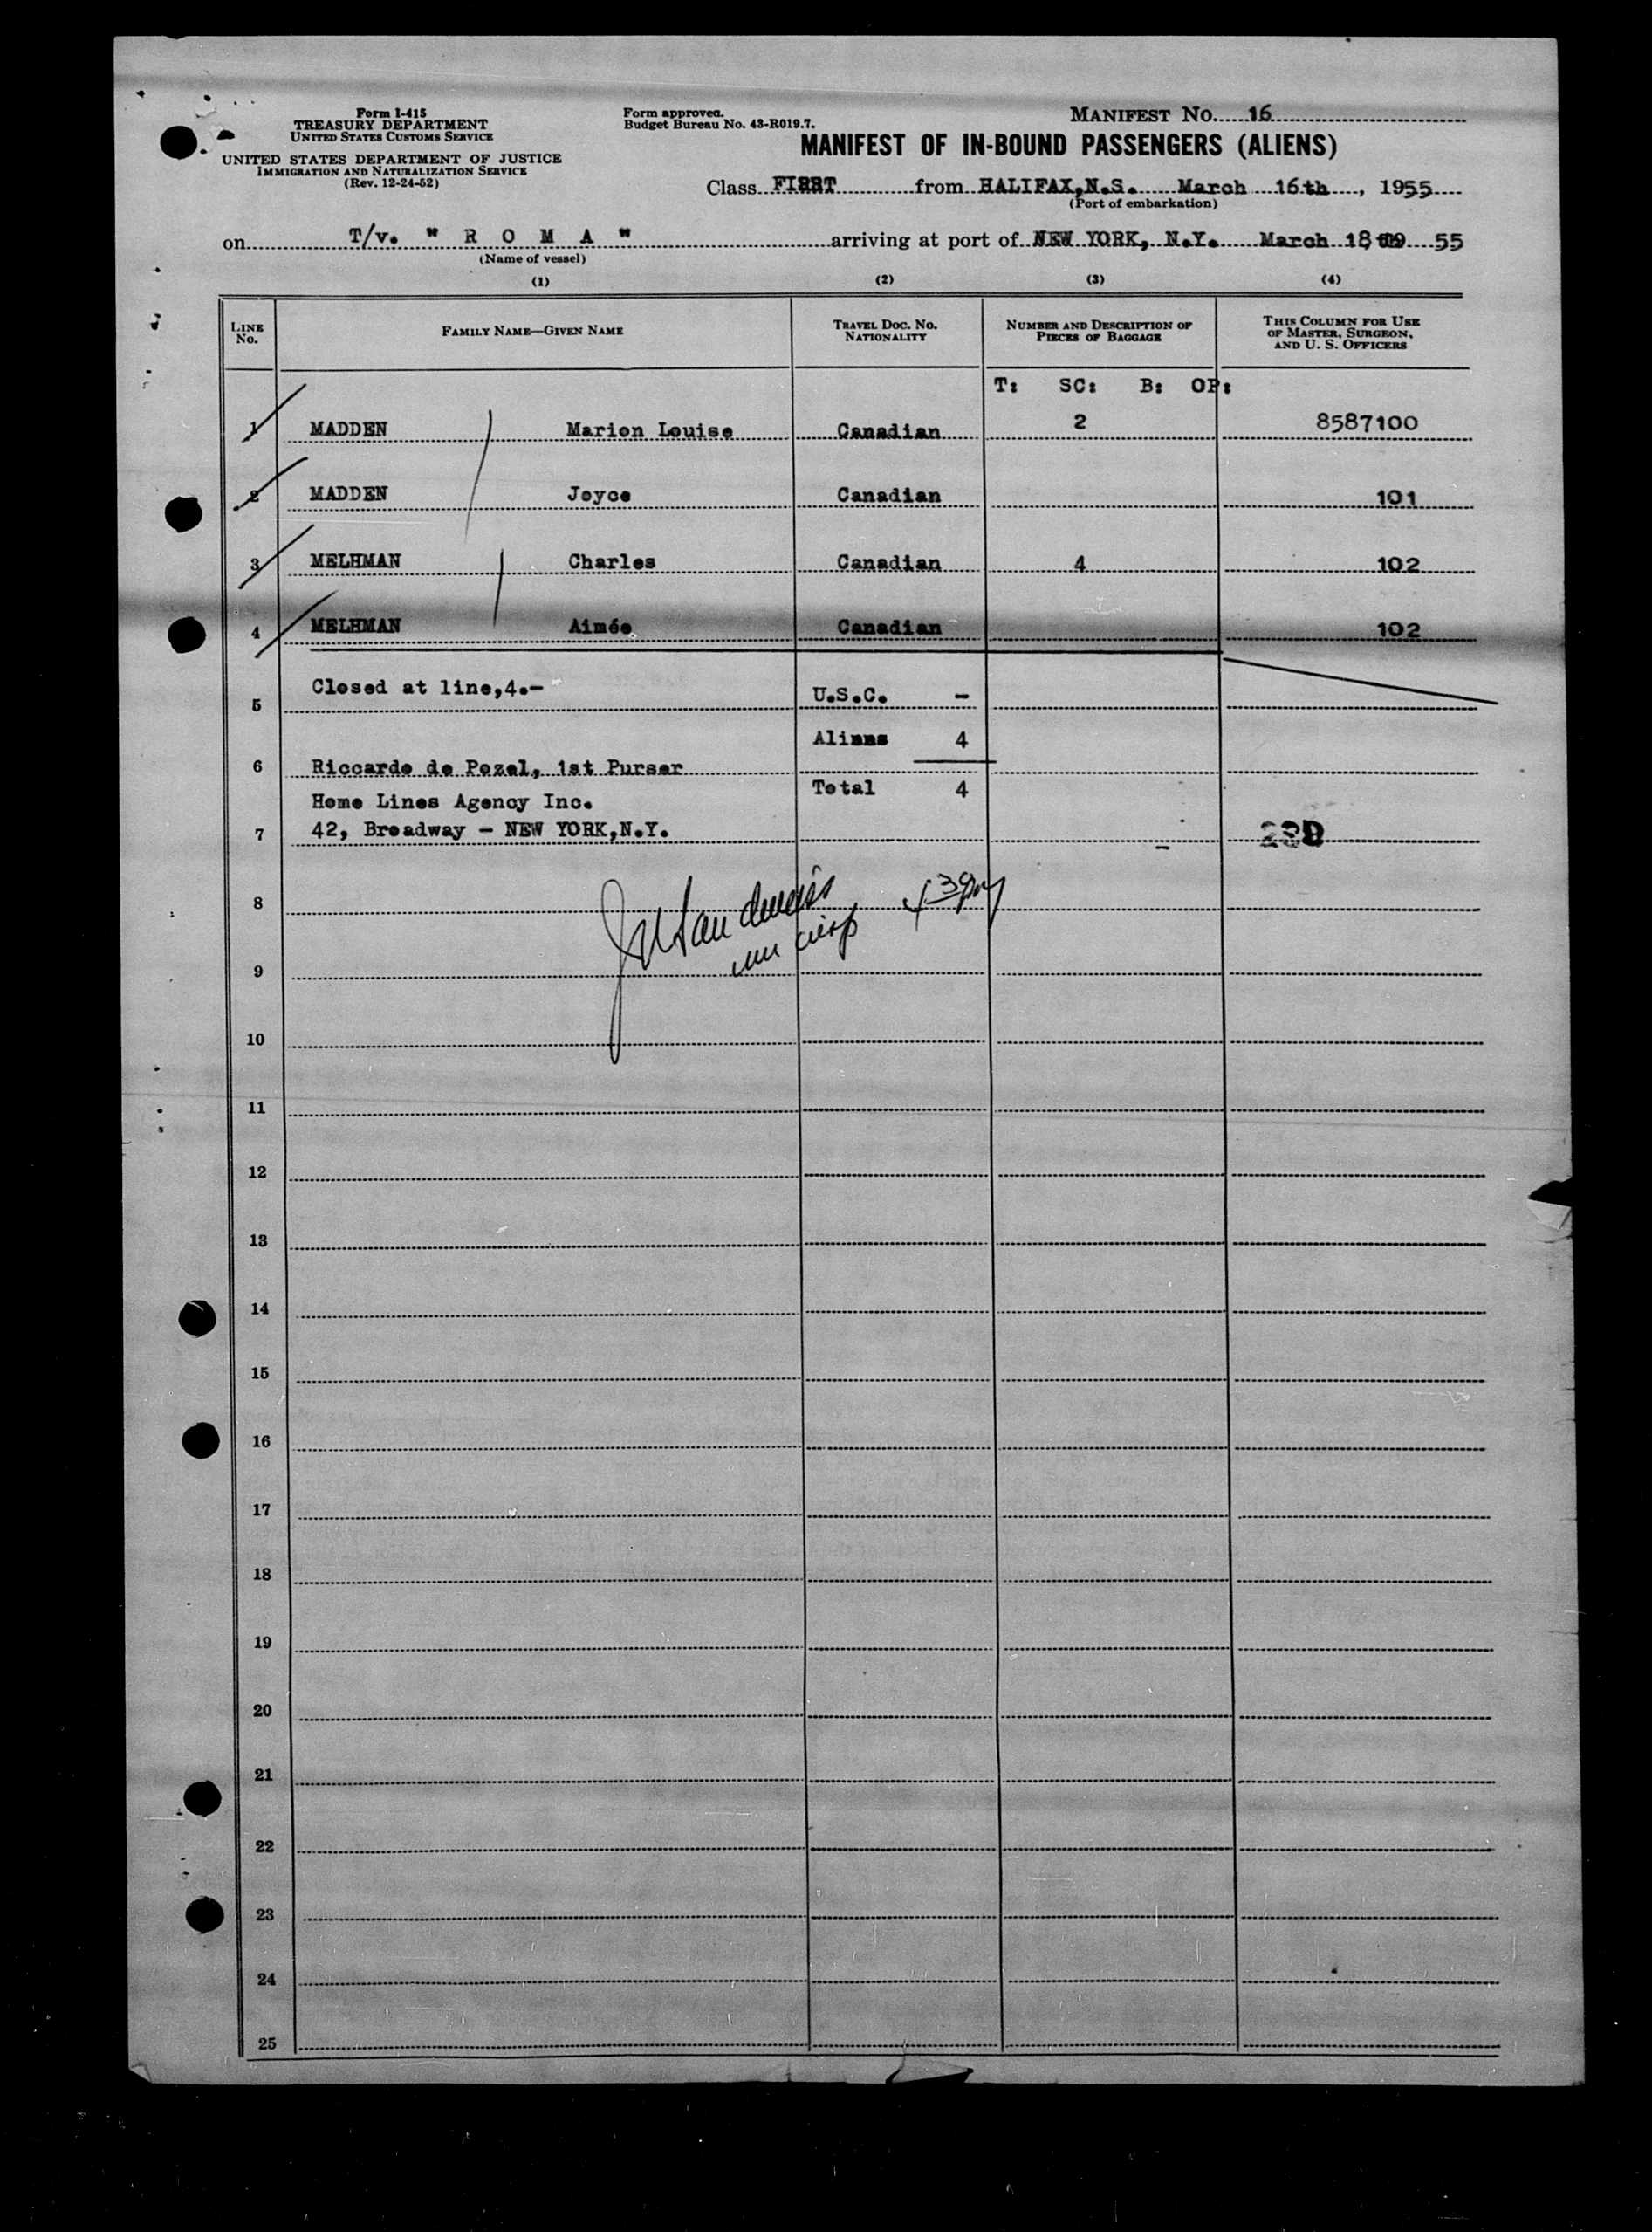 Form I-415
TREASURY DEPARTMENT
UNITED STATES CUSTOMS SERVICE
UNITED STATES DEPARTMENT OF JUSTICE
IMMIGRATION AND NATURALIZATION SERVICE
(Rev. 12-24-52)
Form approved.
Budget Bureau No. 43-R019.7.
MANIFEST NO. 16
MANIFEST OF IN-BOUND PASSENGERS (ALIENS)
Class FIRST from HALIFAX,N.S. March 16th, 1955
(Port of embarkation)
on T/v. " R O M A " arriving at port of NEW YORK, N.Y. March 18 55
(Name of vessel)
(1) (2) (3) (4)
LINE No. FAMILY NAME—GIVEN NAME TRAVEL DOC. NO. NATIONALITY NUMBER AND DESCRIPTION OF PIECES OF BAGGAGE THIS COLUMN FOR USE OF MASTER, SURGEON, AND U. S. OFFICERS
T: SC: B: OP:
1 MADDEN Marion Louise Canadian 2 8587100
2 MADDEN Joyce Canadian 101
3 MELHMAN Charles Canadian 4 102
4 MELHMAN Aimée Canadian 102
5 Closed at line,4.- U.S.C. -
Aliens 4
6 Riccardo de Pozel, 1st Purser
Home Lines Agency Inc. Total 4
7 42, Broadway - NEW YORK,N.Y.
8
9
10
11
12
13
14
15
16
17
18
19
20
21
22
23
24
25